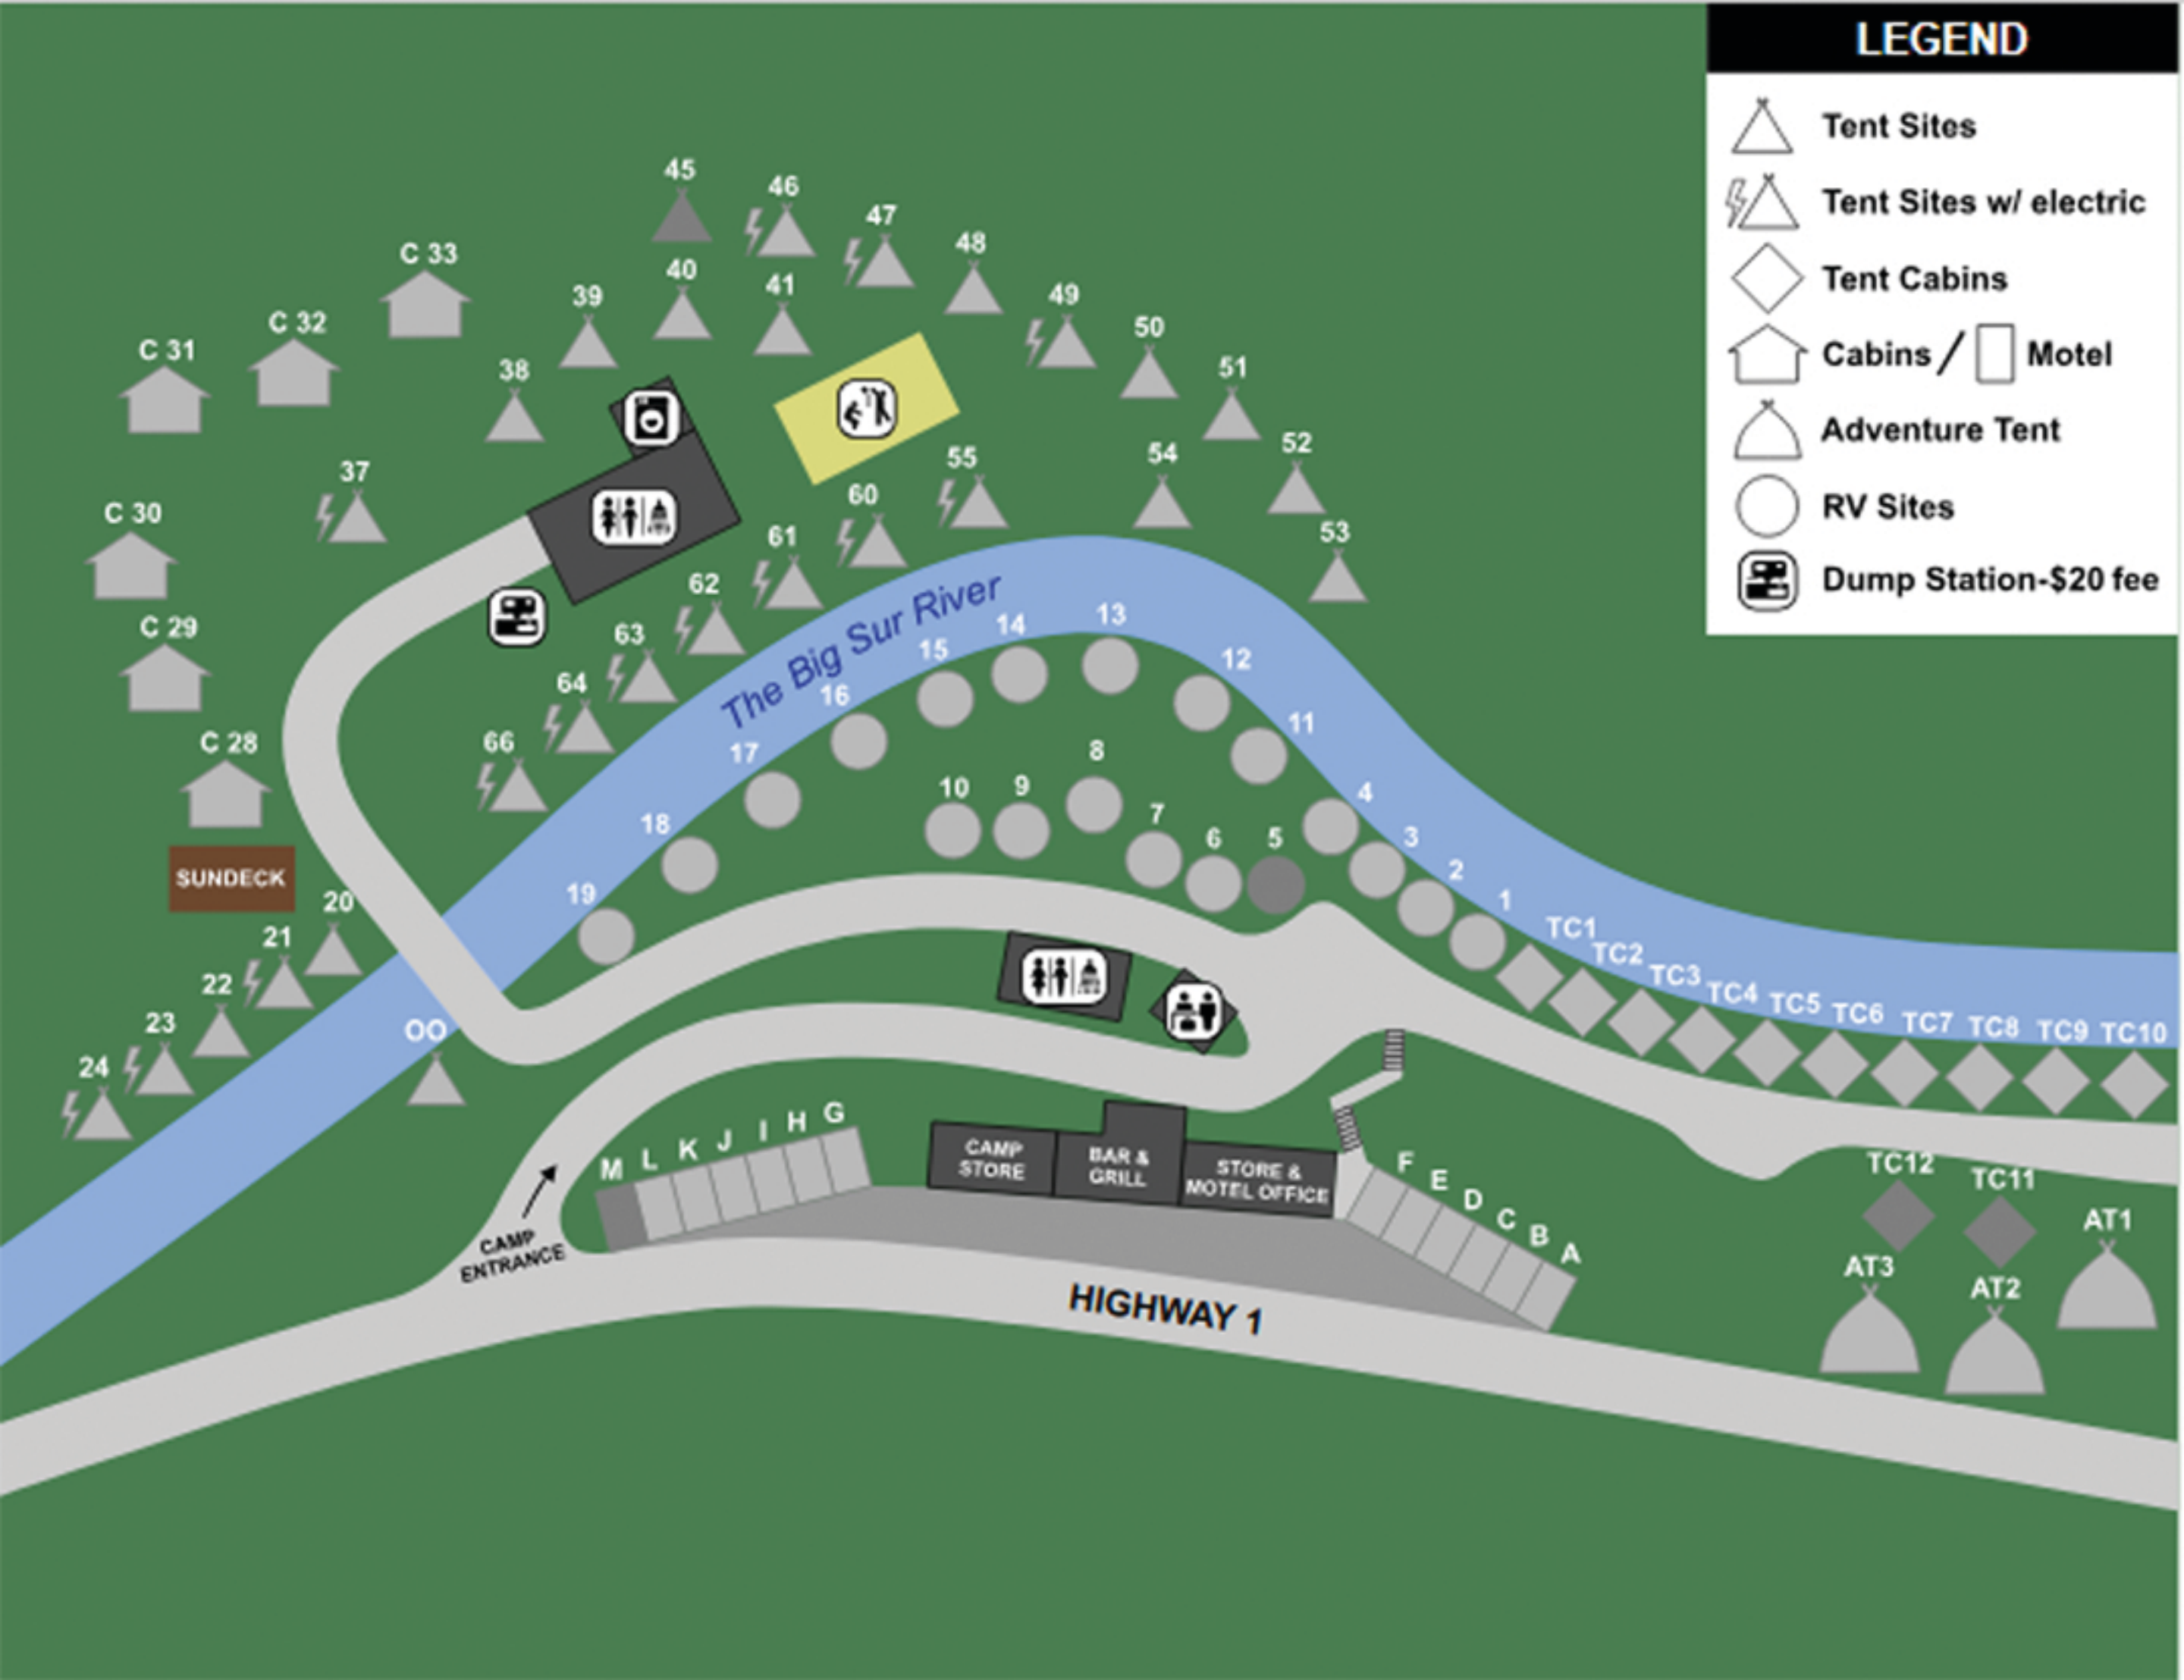 LEGEND
Tent Sites
Tent Sites w/ electric
Tent Cabins
Cabins / Motel
Adventure Tent
RV Sites
Dump Station-$20 fee
45
46
47
48
C 33
40
41
39
49
C 32
50
C 31
38
51
37
55
54
52
60
C 30
61
53
62
C 29
63
The Big Sur River
64
13
14
15
12
16
11
C 28
66
17
8
10
9
4
7
18
6
5
3
SUNDECK
2
19
1
20
21
TC1
TC2
22
TC3
TC4
TC5
TC6
TC7
TC8
TC9
TC10
23
OO
24
M
L
K
J
I
H
G
CAMP
STORE
BAR &
GRILL
STORE &
MOTEL OFFICE
F
E
D
C
B
A
TC12
TC11
AT1
AT3
AT2
CAMP
ENTRANCE
HIGHWAY 1